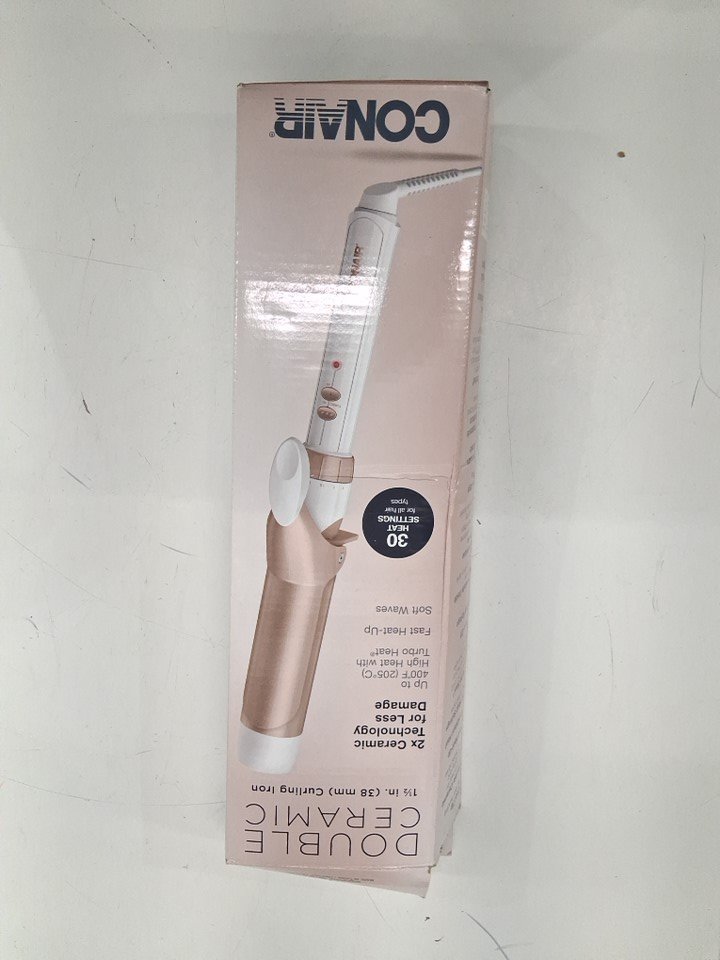 DOUBLE
CERAMIC
1½ in. (38 mm) Curling Iron
2x Ceramic
Technology
for Less
Damage
Up to
400°F (205°C)
High Heat with
Turbo Heat®
Fast Heat-Up
Soft Waves
30
HEAT
SETTINGS
for all hair
types
CONAIR®